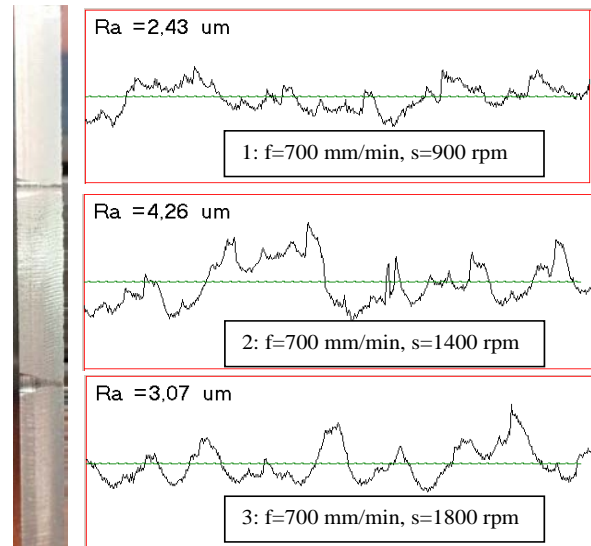 Ra =2,43 um
1: f=700 mm/min, s=900 rpm
Ra =4,26 um
2: f=700 mm/min, s=1400 rpm
Ra =3,07 um
3: f=700 mm/min, s=1800 rpm